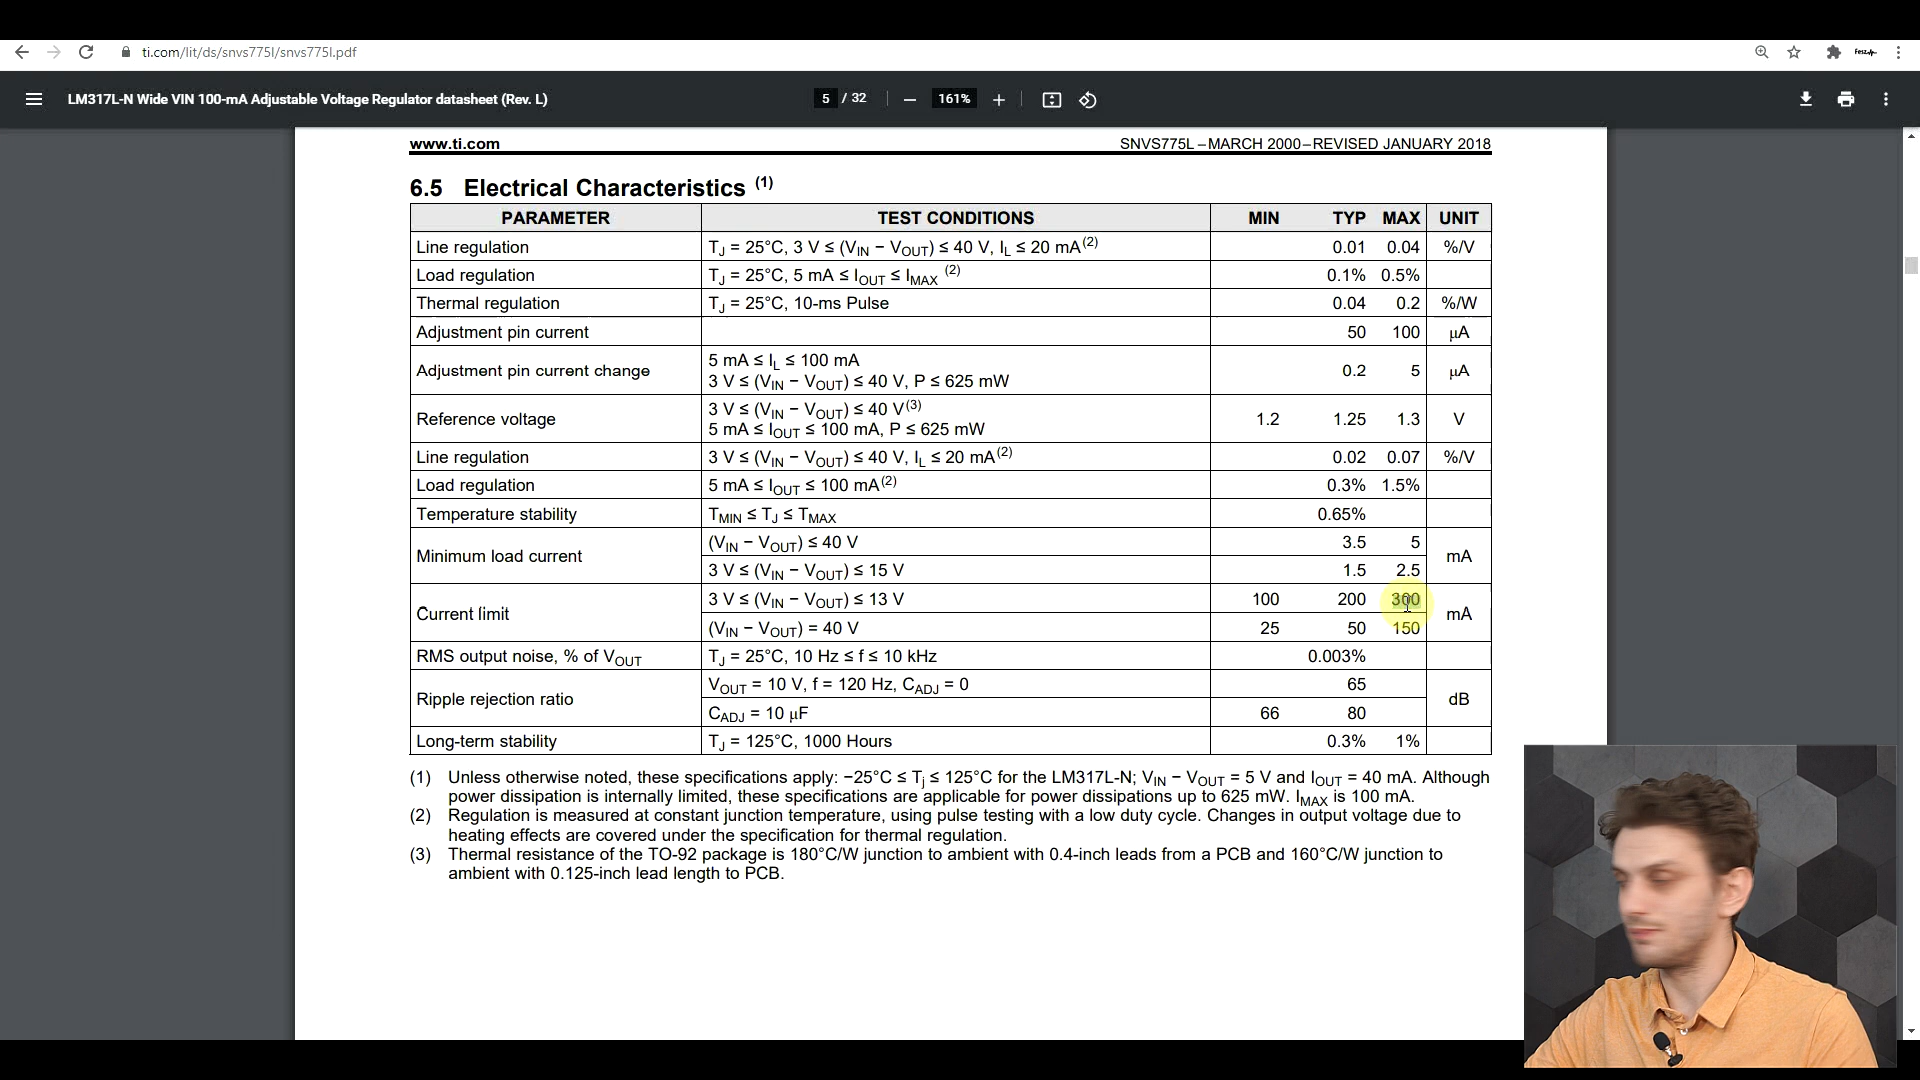 ti.com/lit/ds/snvs775l/snvs775l.pdf
Fesz
LM317L-N Wide VIN 100-mA Adjustable Voltage Regulator datasheet (Rev. L) 5 / 32 − 161% +
www.ti.com SNVS775L – MARCH 2000 – REVISED JANUARY 2018
6.5 Electrical Characteristics (1)
PARAMETER TEST CONDITIONS MIN TYP MAX UNIT
Line regulation TJ = 25°C, 3 V ≤ (VIN − VOUT) ≤ 40 V, IL ≤ 20 mA(2) 0.01 0.04 %/V
Load regulation TJ = 25°C, 5 mA ≤ IOUT ≤ IMAX (2) 0.1% 0.5%
Thermal regulation TJ = 25°C, 10-ms Pulse 0.04 0.2 %/W
Adjustment pin current 50 100 μA
Adjustment pin current change 5 mA ≤ IL ≤ 100 mA
3 V ≤ (VIN − VOUT) ≤ 40 V, P ≤ 625 mW 0.2 5 μA
Reference voltage 3 V ≤ (VIN − VOUT) ≤ 40 V(3)
5 mA ≤ IOUT ≤ 100 mA, P ≤ 625 mW 1.2 1.25 1.3 V
Line regulation 3 V ≤ (VIN − VOUT) ≤ 40 V, IL ≤ 20 mA(2) 0.02 0.07 %/V
Load regulation 5 mA ≤ IOUT ≤ 100 mA(2) 0.3% 1.5%
Temperature stability TMIN ≤ TJ ≤ TMAX 0.65%
Minimum load current (VIN − VOUT) ≤ 40 V 3.5 5 mA
3 V ≤ (VIN − VOUT) ≤ 15 V 1.5 2.5
Current limit 3 V ≤ (VIN − VOUT) ≤ 13 V 100 200 300 mA
(VIN − VOUT) = 40 V 25 50 150
RMS output noise, % of VOUT TJ = 25°C, 10 Hz ≤ f ≤ 10 kHz 0.003%
Ripple rejection ratio VOUT = 10 V, f = 120 Hz, CADJ = 0 65 dB
CADJ = 10 μF 66 80
Long-term stability TJ = 125°C, 1000 Hours 0.3% 1%
(1) Unless otherwise noted, these specifications apply: −25°C ≤ Tj ≤ 125°C for the LM317L-N; VIN − VOUT = 5 V and IOUT = 40 mA. Although
power dissipation is internally limited, these specifications are applicable for power dissipations up to 625 mW. IMAX is 100 mA.
(2) Regulation is measured at constant junction temperature, using pulse testing with a low duty cycle. Changes in output voltage due to
heating effects are covered under the specification for thermal regulation.
(3) Thermal resistance of the TO-92 package is 180°C/W junction to ambient with 0.4-inch leads from a PCB and 160°C/W junction to
ambient with 0.125-inch lead length to PCB.